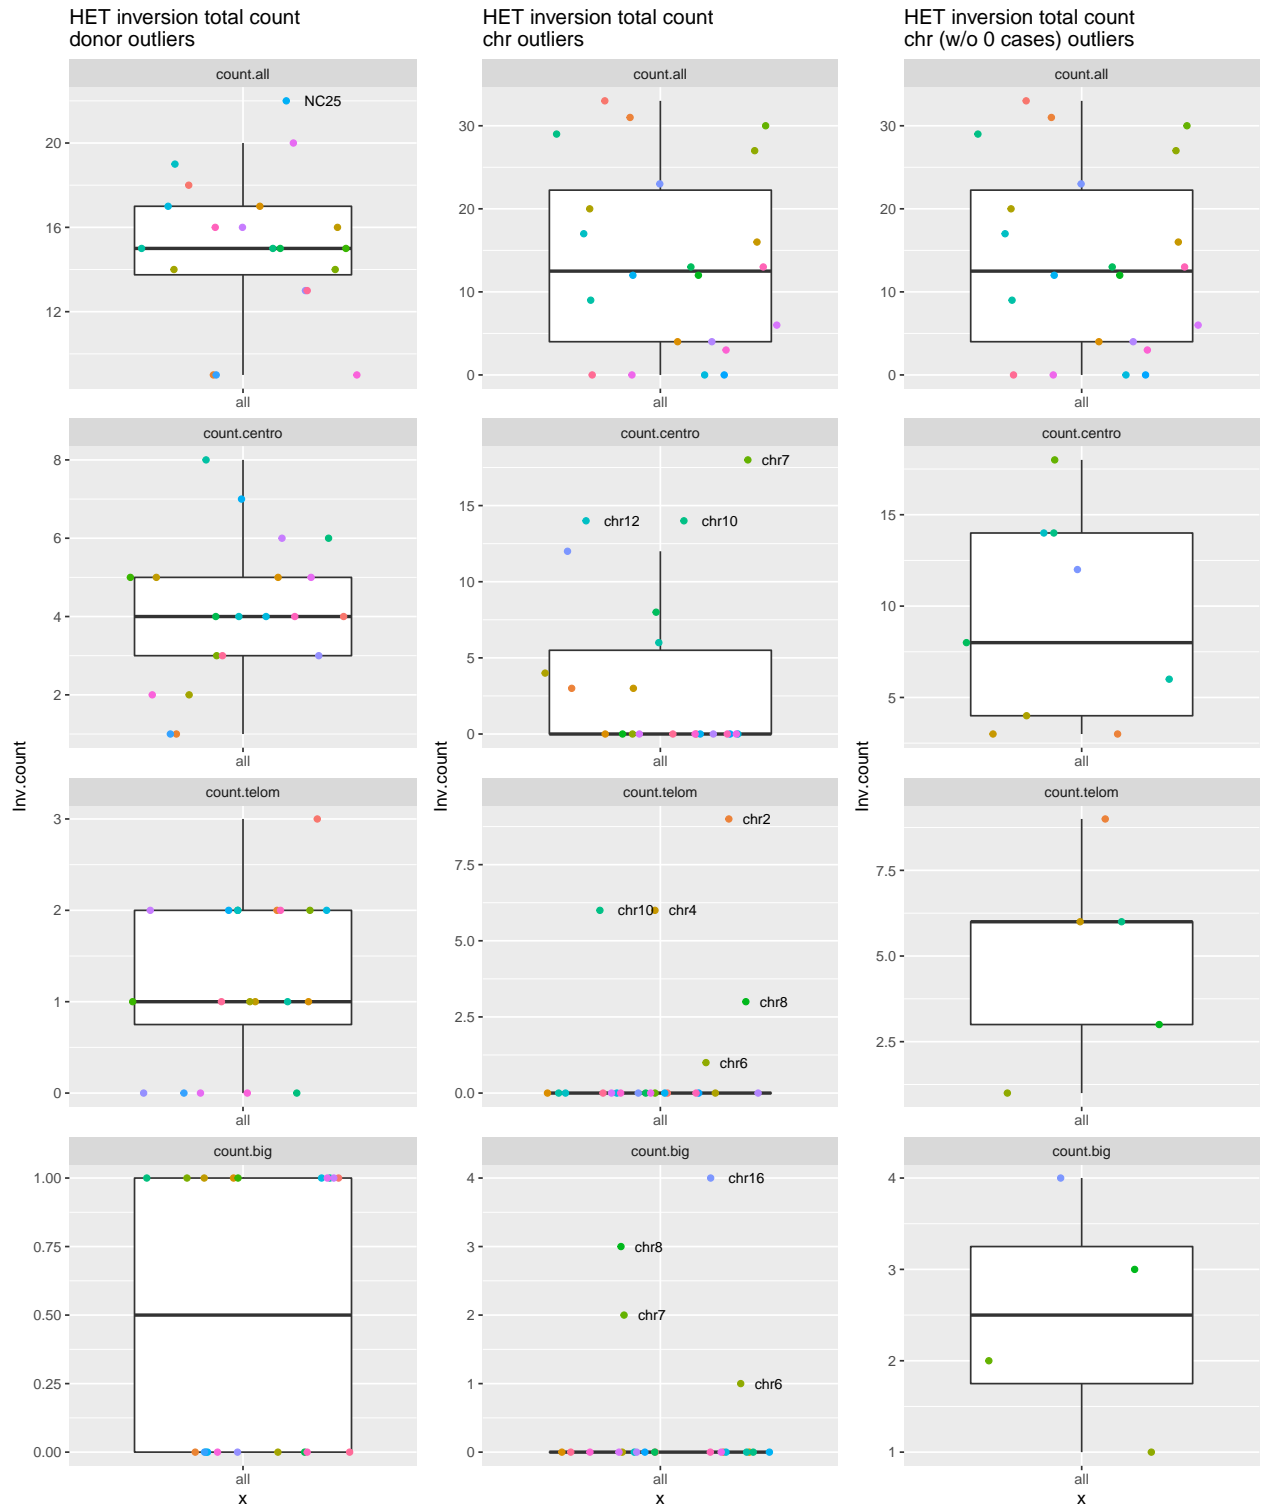 HET inversion total count
donor outliers
count.all
NC25
20
16
12
all
count.centro
8
6
4
2
all
count.telom
3
2
1
0
all
count.big
1.00
0.75
0.50
0.25
0.00
all
x
Inv.count
HET inversion total count
chr outliers
count.all
30
20
10
0
all
count.centro
chr7
chr12
chr10
15
10
5
0
all
count.telom
chr2
chr10
chr4
chr8
chr6
7.5
5.0
2.5
0.0
all
count.big
chr16
chr8
chr7
chr6
4
3
2
1
0
all
x
Inv.count
HET inversion total count
chr (w/o 0 cases) outliers
count.all
30
20
10
0
all
count.centro
15
10
5
all
count.telom
7.5
5.0
2.5
all
count.big
4
3
2
1
all
x
Inv.count